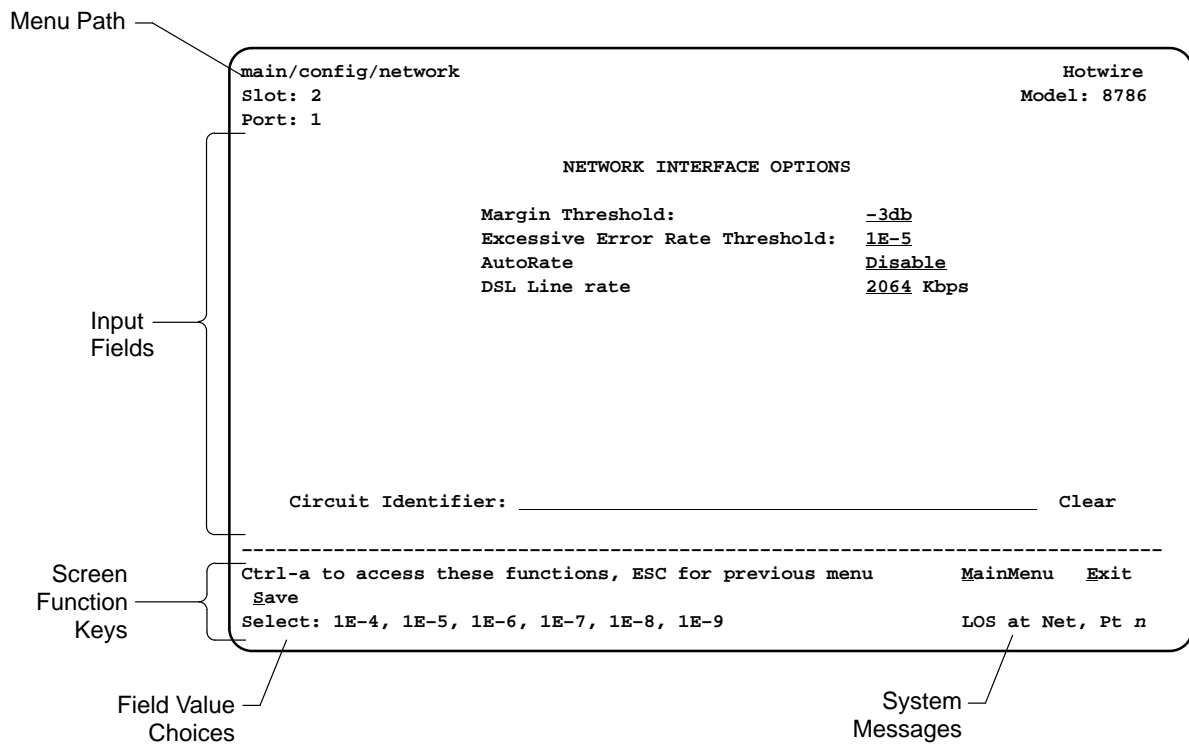 Menu Path
main/config/network Hotwire
Slot: 2 Model: 8786
Port: 1
NETWORK INTERFACE OPTIONS
Margin Threshold: –3db
Excessive Error Rate Threshold: 1E–5
AutoRate Disable
DSL Line rate 2064 Kbps
Input
Fields
Circuit Identifier: Clear
Screen
Function
Keys
Ctrl-a to access these functions, ESC for previous menu MainMenu Exit
Save
Select: 1E–4, 1E–5, 1E–6, 1E–7, 1E–8, 1E–9 LOS at Net, Pt n
Field Value
Choices
System
Messages